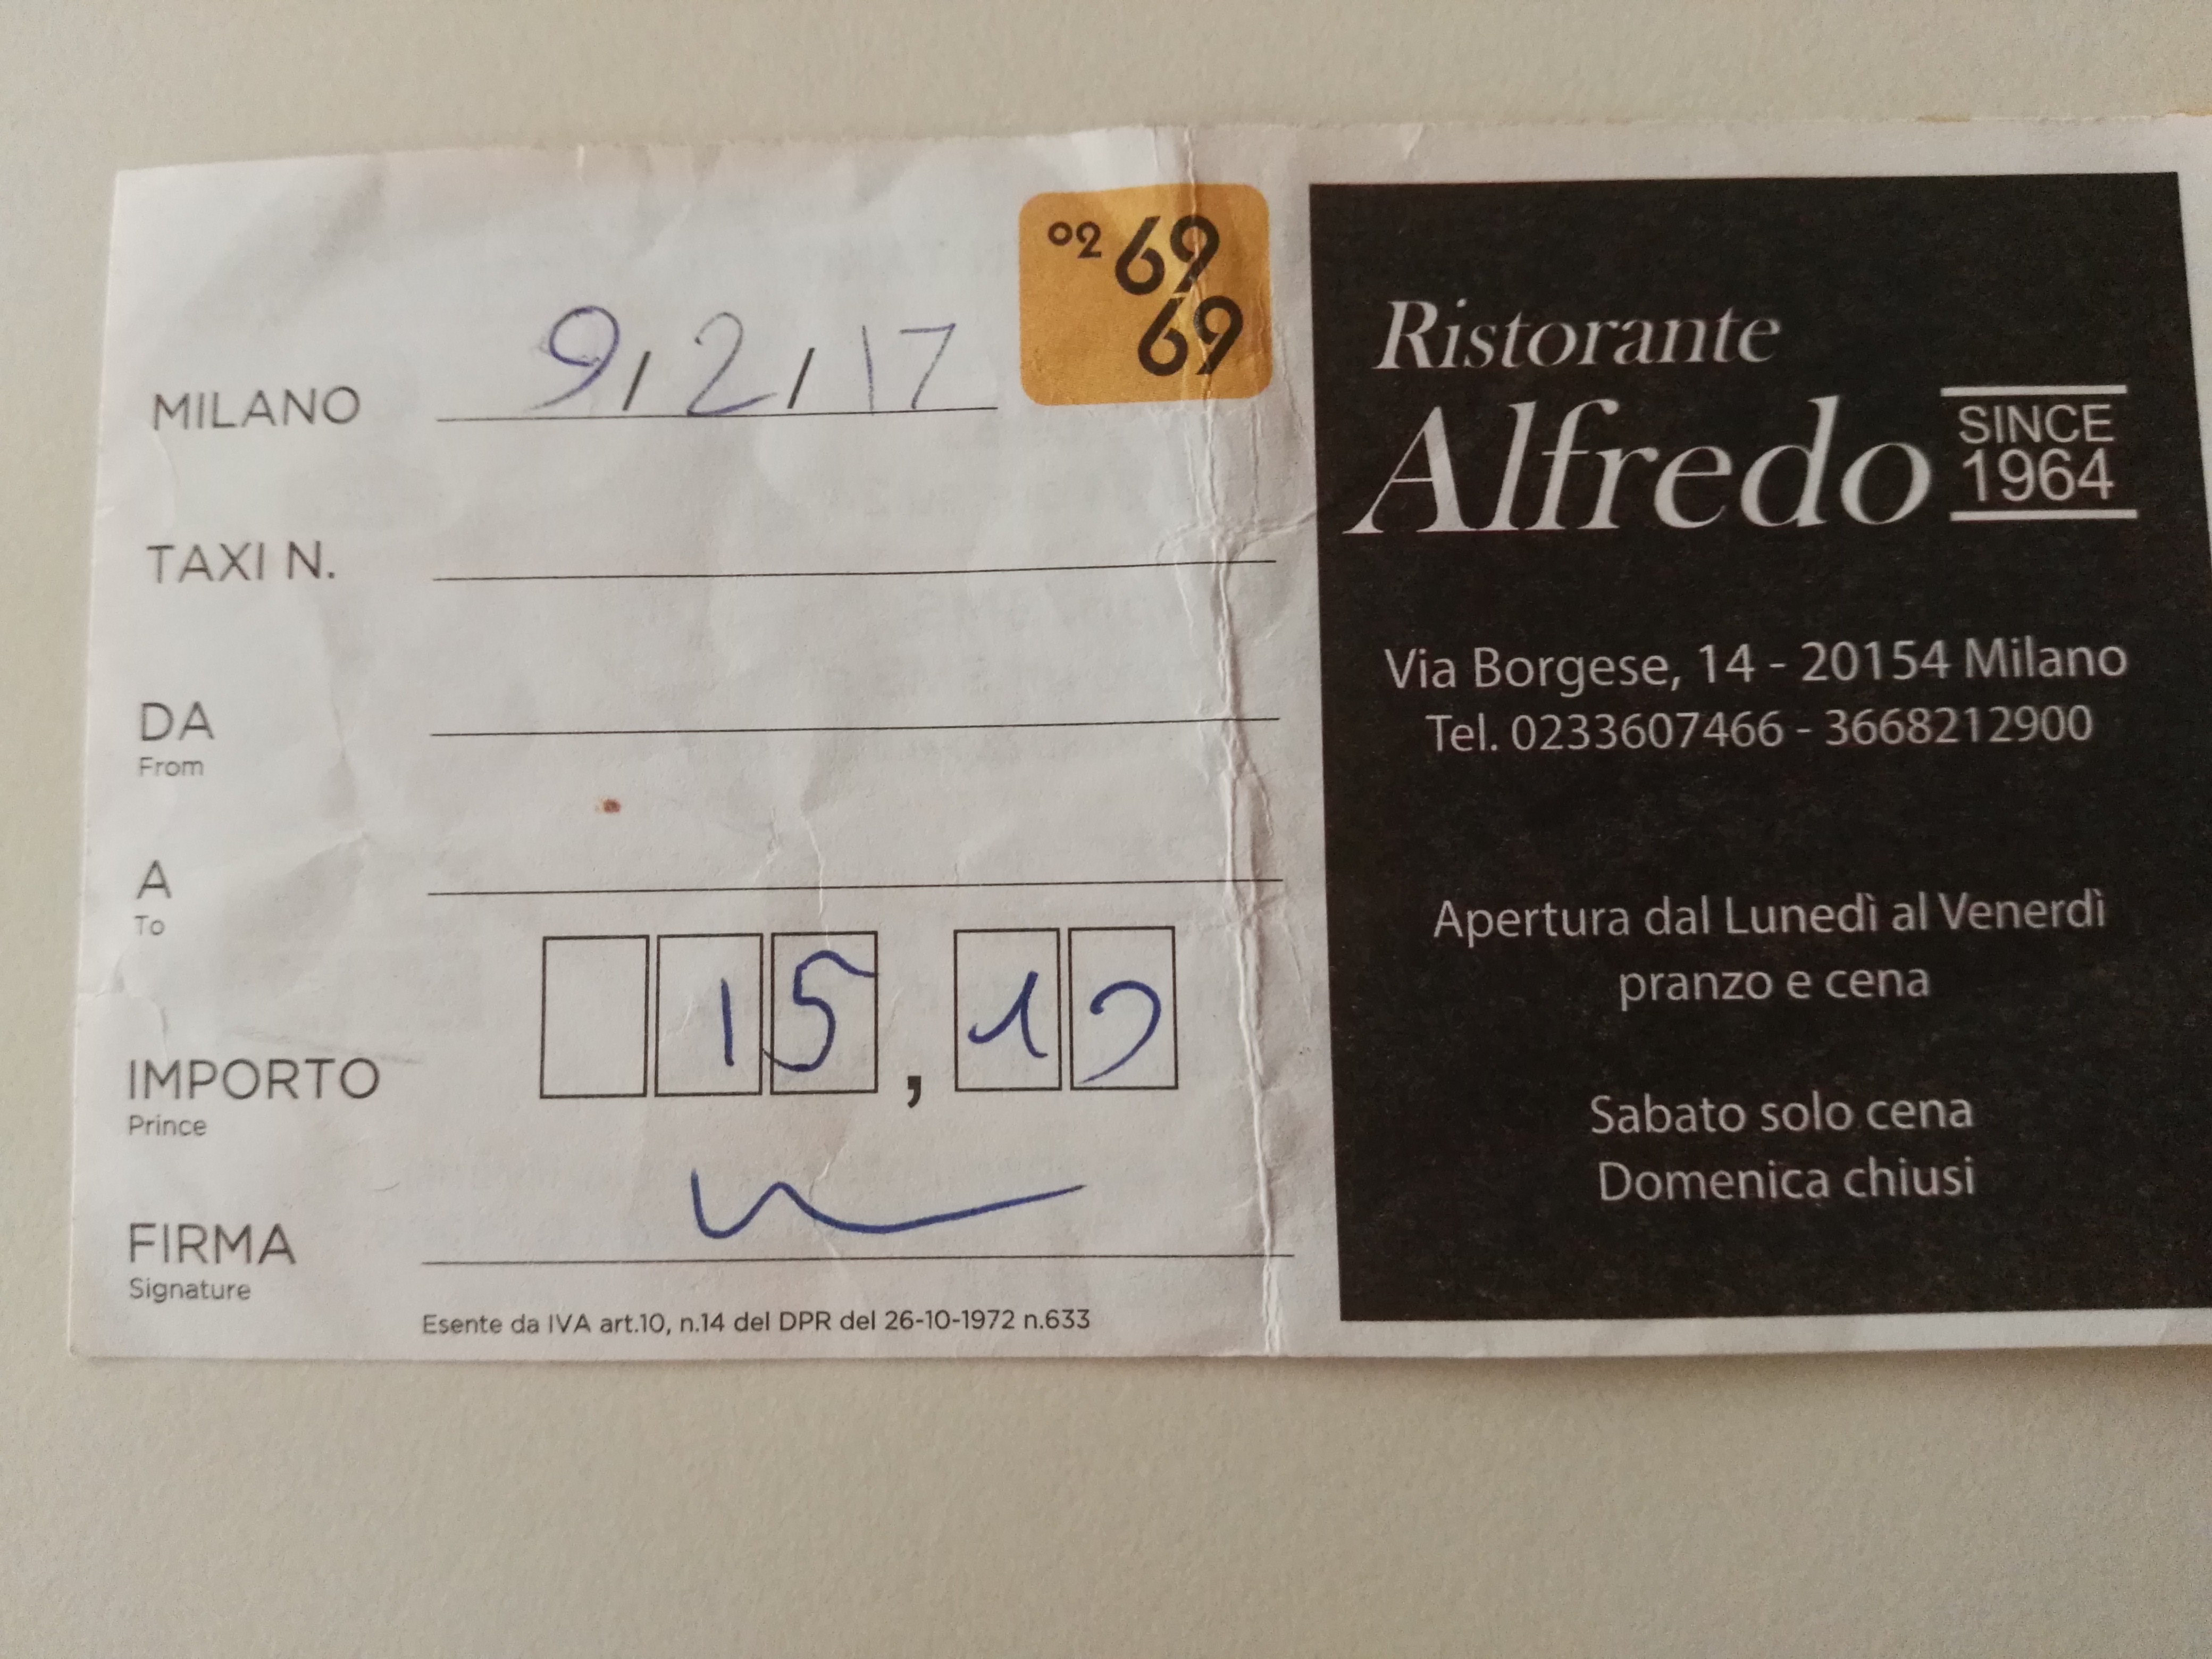 02 69
69
MILANO 9/2/17
TAXI N.
DA
From
A
To
IMPORTO 15,10
Prince
FIRMA
Signature
Esente da IVA art.10, n.14 del DPR del 26-10-1972 n.633
Ristorante
Alfredo SINCE 1964
Via Borgese, 14 - 20154 Milano
Tel. 0233607466 - 3668212900
Apertura dal Lunedì al Venerdì
pranzo e cena
Sabato solo cena
Domenica chiusi